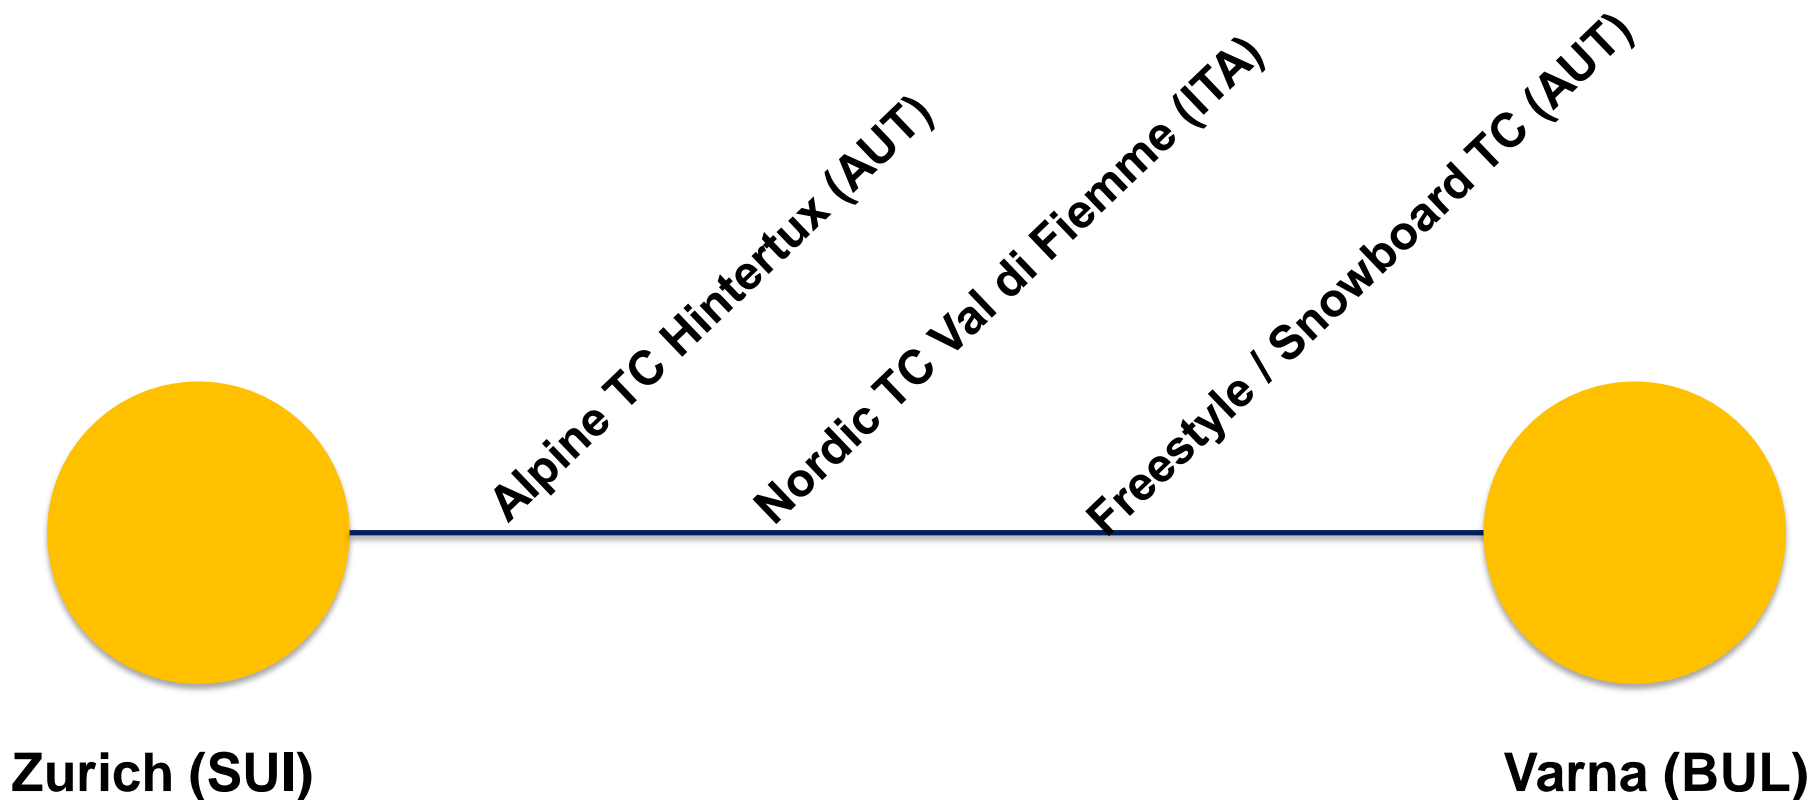 Alpine TC Hintertux (AUT)
Nordic TC Val di Fiemme (ITA)
Freestyle / Snowboard TC (AUT)
Zurich (SUI)
Varna (BUL)